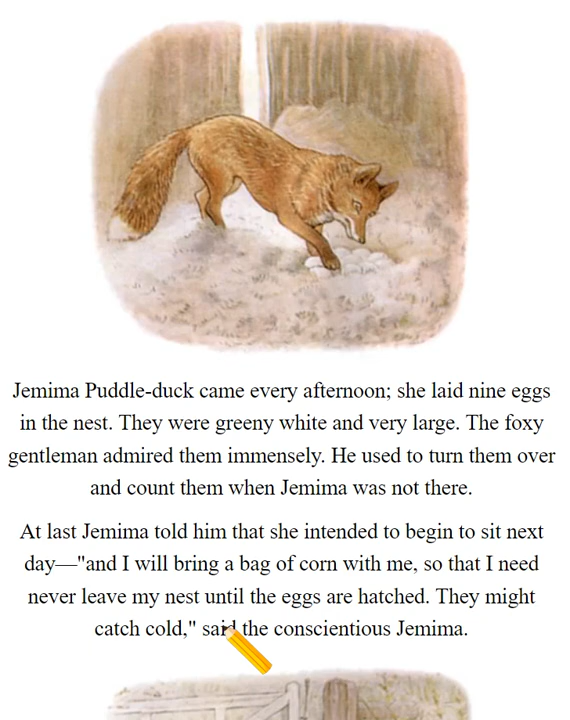 Jemima Puddle-duck came every afternoon; she laid nine eggs
in the nest. They were greeny white and very large. The foxy
gentleman admired them immensely. He used to turn them over
and count them when Jemima was not there.
At last Jemima told him that she intended to begin to sit next
day—"and I will bring a bag of corn with me, so that I need
never leave my nest until the eggs are hatched. They might
catch cold," said the conscientious Jemima.